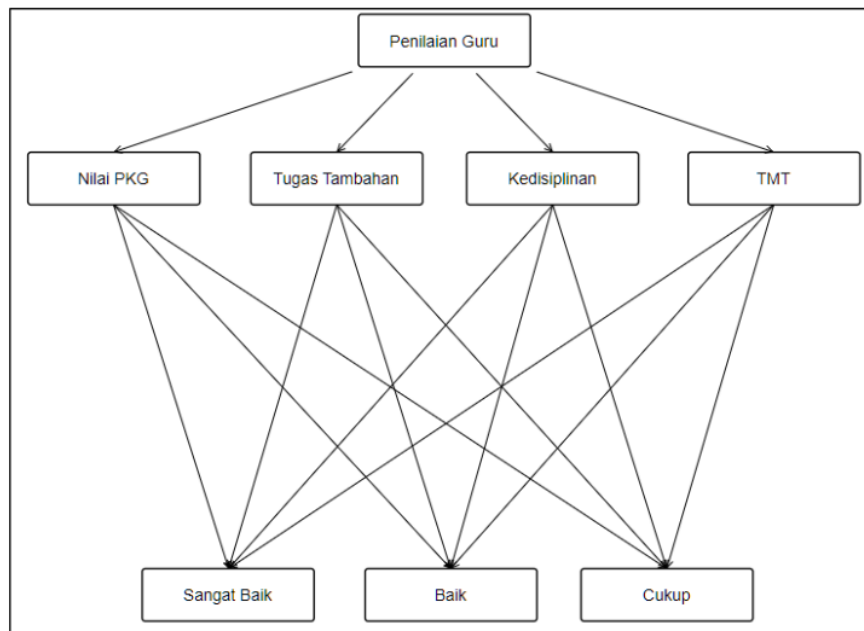 Penilaian Guru
Nilai PKG
Tugas Tambahan
Kedisiplinan
TMT
Sangat Baik
Baik
Cukup